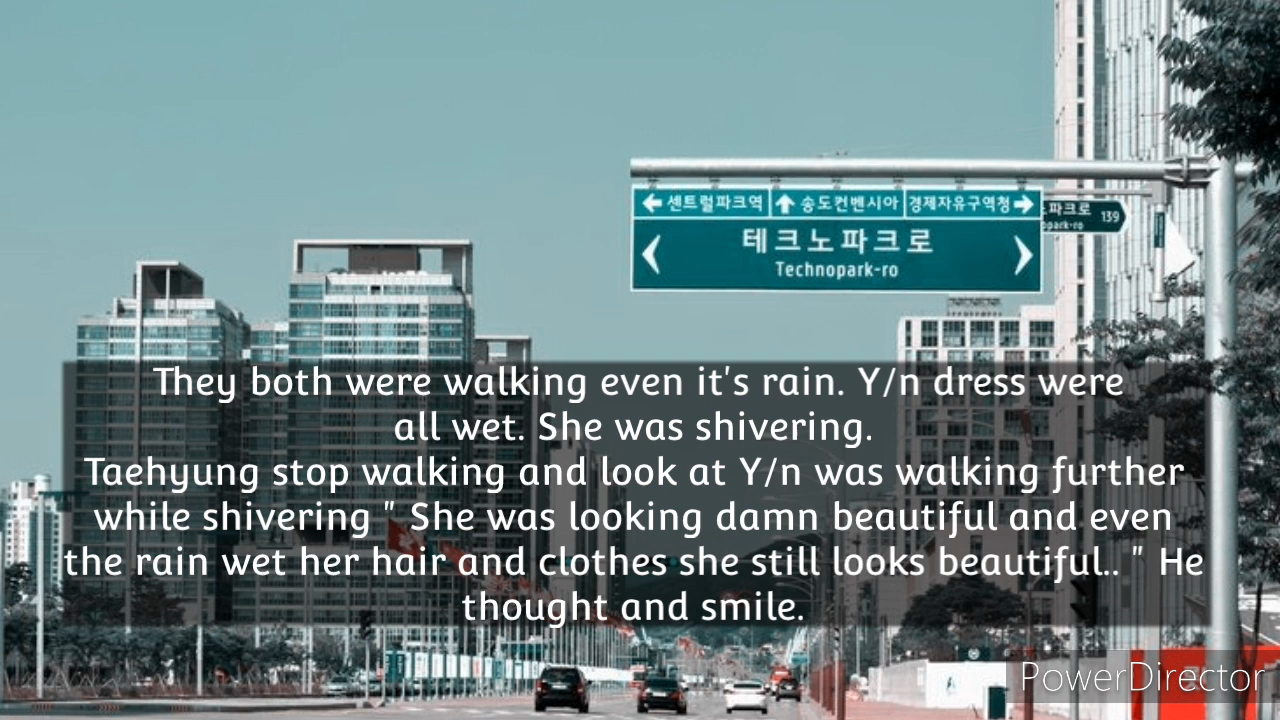 센트럴파크역 송도컨벤시아 경제자유구역청
테크노파크로
Technopark-ro
크파크로 139
opark-ro
They both were walking even it's rain. Y/n dress were
all wet. She was shivering.
Taehyung stop walking and look at Y/n was walking further
while shivering " She was looking damn beautiful and even
the rain wet her hair and clothes she still looks beautiful.. " He
thought and smile.
PowerDirector